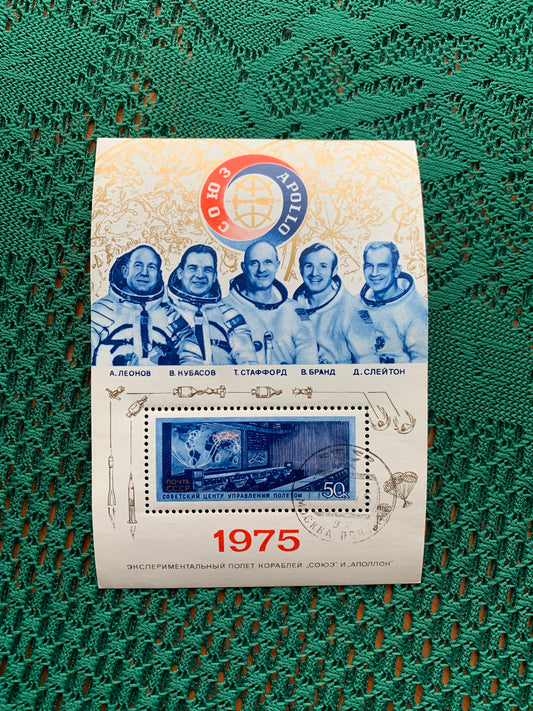 СОЮЗ
APOLLO
А. ЛЕОНОВ В. КУБАСОВ Т. СТАФФОРД В. БРАНД Д. СЛЕЙТОН
ПОЧТА
СССР
50к
СОВЕТСКИЙ ЦЕНТР УПРАВЛЕНИЯ ПОЛЕТОМ
МОСКВА
1975
ЭКСПЕРИМЕНТАЛЬНЫЙ ПОЛЕТ КОРАБЛЕЙ „СОЮЗ" И „АПОЛЛОН"